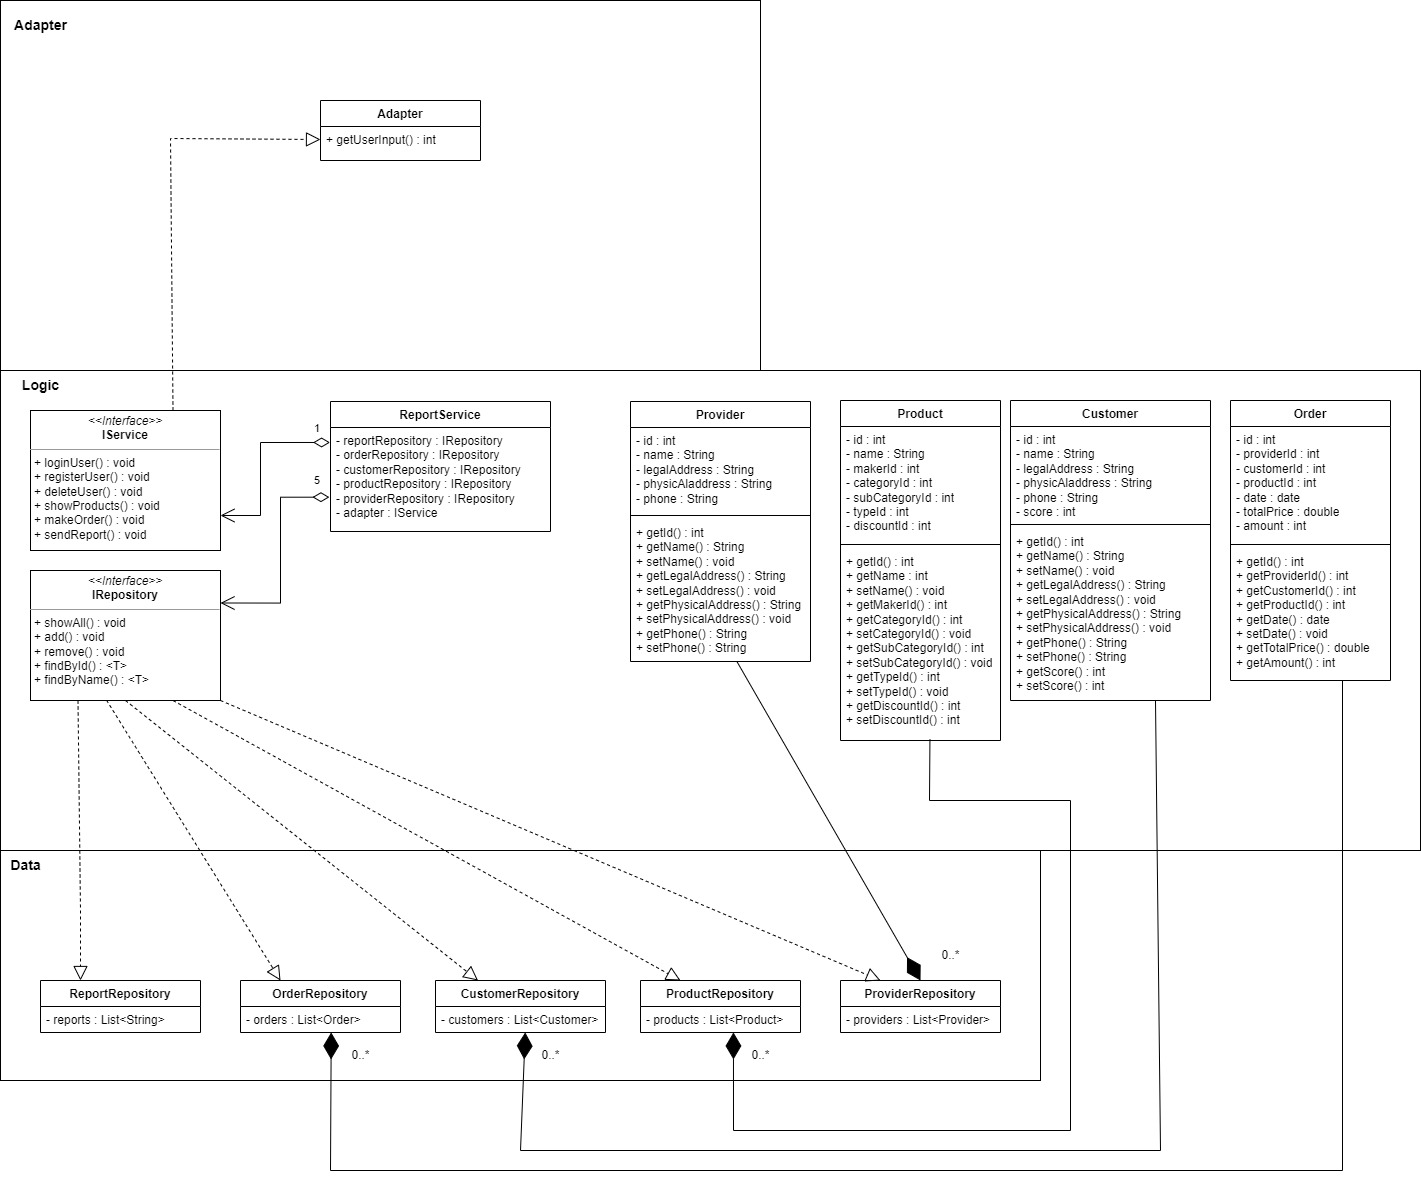 Adapter
Adapter
+ getUserInput() : int
Logic
<<Interface>>
IService
+ loginUser() : void
+ registerUser() : void
+ deleteUser() : void
+ showProducts() : void
+ makeOrder() : void
+ sendReport() : void
1
5
ReportService
- reportRepository : IRepository
- orderRepository : IRepository
- customerRepository : IRepository
- productRepository : IRepository
- providerRepository : IRepository
- adapter : IService
<<Interface>>
IRepository
+ showAll() : void
+ add() : void
+ remove() : void
+ findById() : <T>
+ findByName() : <T>
Provider
- id : int
- name : String
- legalAddress : String
- physicAladdress : String
- phone : String
+ getId() : int
+ getName() : String
+ setName() : void
+ getLegalAddress() : String
+ setLegalAddress() : void
+ getPhysicalAddress() : String
+ setPhysicalAddress() : void
+ getPhone() : String
+ setPhone() : String
Product
- id : int
- name : String
- makerId : int
- categoryId : int
- subCategoryId : int
- typeId : int
- discountId : int
+ getId() : int
+ getName : int
+ setName() : void
+ getMakerId() : int
+ getCategoryId() : int
+ setCategoryId() : void
+ getSubCategoryId() : int
+ setSubCategoryId() : void
+ getTypeId() : int
+ setTypeId() : void
+ getDiscountId() : int
+ setDiscountId() : int
Customer
- id : int
- name : String
- legalAddress : String
- physicAladdress : String
- phone : String
- score : int
+ getId() : int
+ getName() : String
+ setName() : void
+ getLegalAddress() : String
+ setLegalAddress() : void
+ getPhysicalAddress() : String
+ setPhysicalAddress() : void
+ getPhone() : String
+ setPhone() : String
+ getScore() : int
+ setScore() : int
Order
- id : int
- providerId : int
- customerId : int
- productId : int
- date : date
- totalPrice : double
- amount : int
+ getId() : int
+ getProviderId() : int
+ getCustomerId() : int
+ getProductId() : int
+ getDate() : date
+ setDate() : void
+ getTotalPrice() : double
+ getAmount() : int
Data
0..*
ReportRepository
- reports : List<String>
OrderRepository
- orders : List<Order>
CustomerRepository
- customers : List<Customer>
ProductRepository
- products : List<Product>
ProviderRepository
- providers : List<Provider>
0..*
0..*
0..*